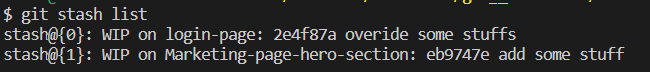 $ git stash list
stash@{0}: WIP on login-page: 2e4f87a overide some stuffs
stash@{1}: WIP on Marketing-page-hero-section: eb9747e add some stuff